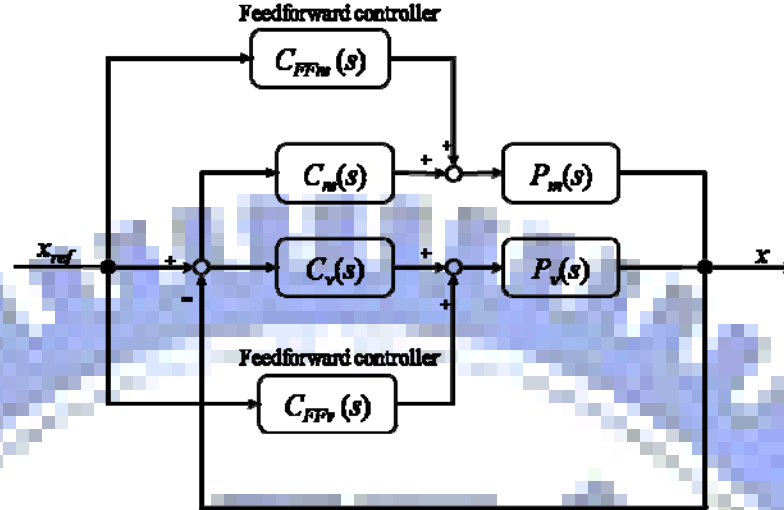 Feedforward controller
C_FFm (s)
+
+
C_m(s)
P_m(s)
x_ref
+
C_v(s)
+
P_v(s)
x
-
+
Feedforward controller
C_FFv (s)